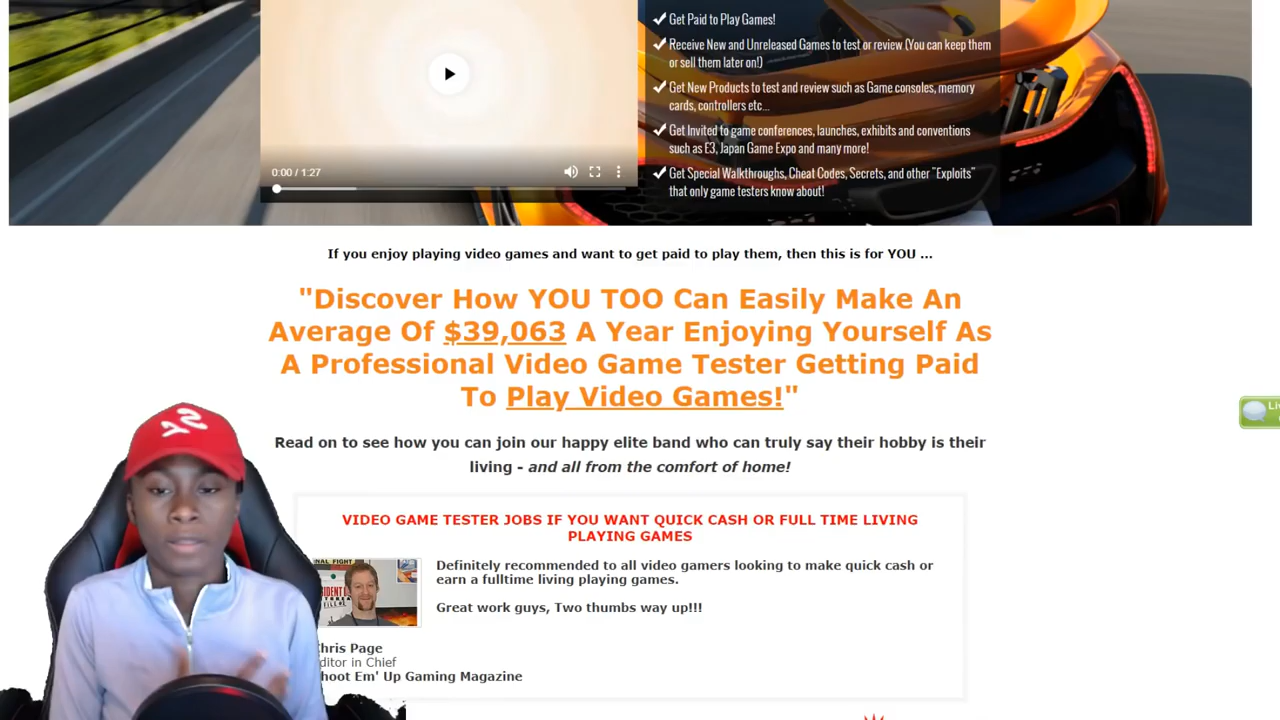 Get Paid to Play Games!
Receive New and Unreleased Games to test or review (You can keep them
or sell them later on!)
Get New Products to test and review such as Game consoles, memory
cards, controllers etc...
Get Invited to game conferences, launches, exhibits and conventions
such as E3, Japan Game Expo and many more!
Get Special Walkthroughs, Cheat Codes, Secrets, and other "Exploits"
that only game testers know about!
0:00 / 1:27
If you enjoy playing video games and want to get paid to play them, then this is for YOU ...
"Discover How YOU TOO Can Easily Make An
Average Of $39,063 A Year Enjoying Yourself As
A Professional Video Game Tester Getting Paid
To Play Video Games!"
Read on to see how you can join our happy elite band who can truly say their hobby is their
living - and all from the comfort of home!
VIDEO GAME TESTER JOBS IF YOU WANT QUICK CASH OR FULL TIME LIVING
PLAYING GAMES
Definitely recommended to all video gamers looking to make quick cash or
earn a fulltime living playing games.
Great work guys, Two thumbs way up!!!
hris Page
ditor in Chief
hoot Em' Up Gaming Magazine